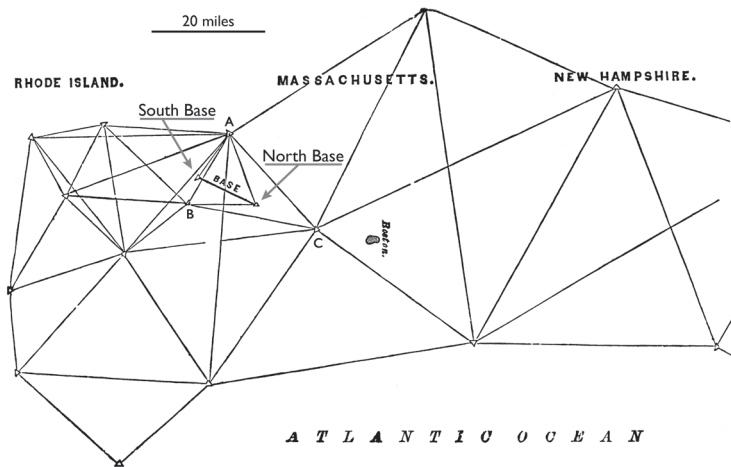 20 miles
RHODE ISLAND.
MASSACHUSETTS.
NEW HAMPSHIRE.
South Base
A
North Base
BASE
B
C
Boston.
ATLANTIC OCEAN